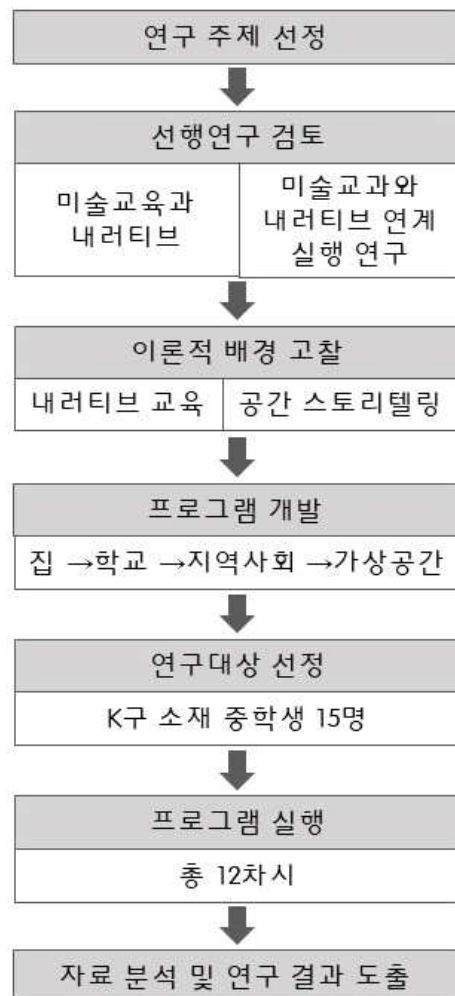 연구 주제 선정
선행연구 검토
미술교육과
내러티브
미술교과와
내러티브 연계
실행 연구
이론적 배경 고찰
내러티브 교육
공간 스토리텔링
프로그램 개발
집 →학교 →지역사회 →가상공간
연구대상 선정
K구 소재 중학생 15명
프로그램 실행
총 12차시
자료 분석 및 연구 결과 도출